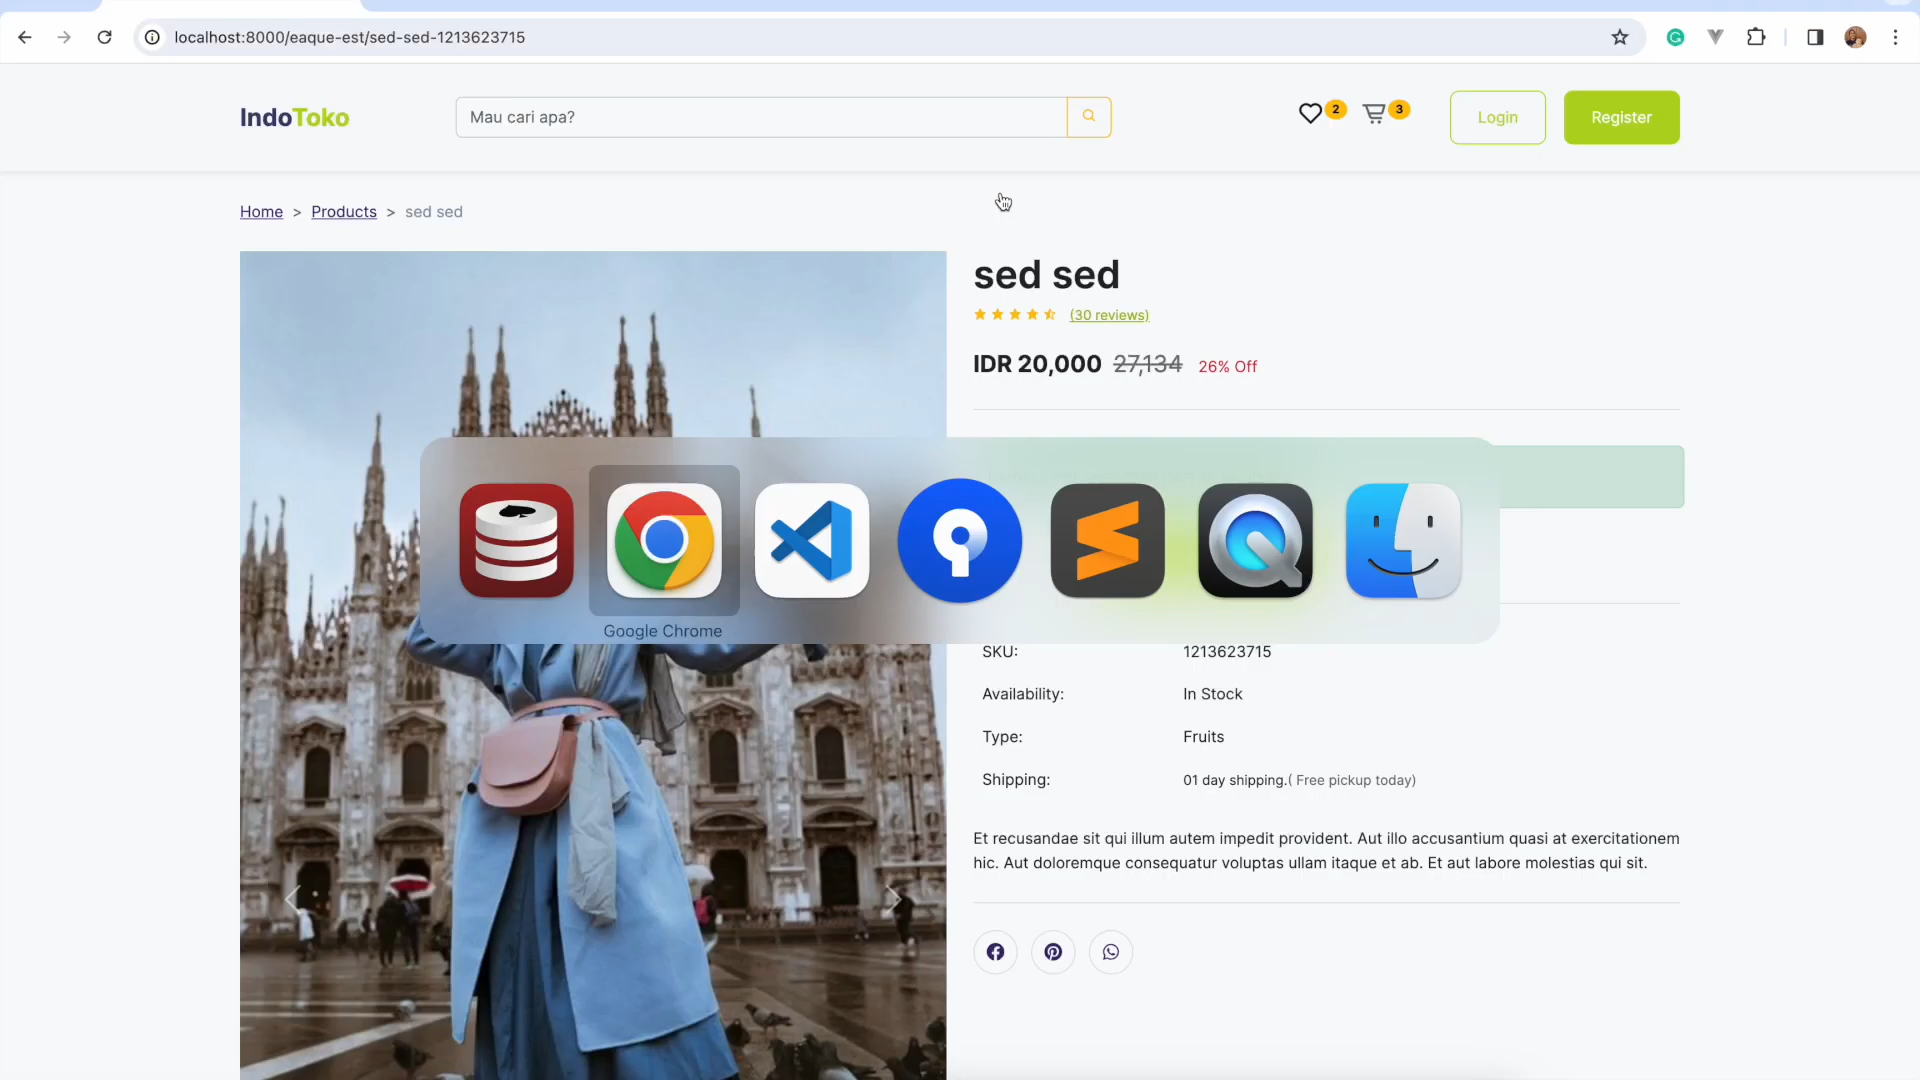 localhost:8000/eaque-est/sed-sed-1213623715
IndoToko
Mau cari apa?
2
3
Login
Register
Home > Products > sed sed
sed sed
(30 reviews)
IDR 20,000 27,134 26% Off
Google Chrome
SKU: 1213623715
Availability: In Stock
Type: Fruits
Shipping: 01 day shipping.( Free pickup today)
Et recusandae sit qui illum autem impedit provident. Aut illo accusantium quasi at exercitationem
hic. Aut doloremque consequatur voluptas ullam itaque et ab. Et aut labore molestias qui sit.